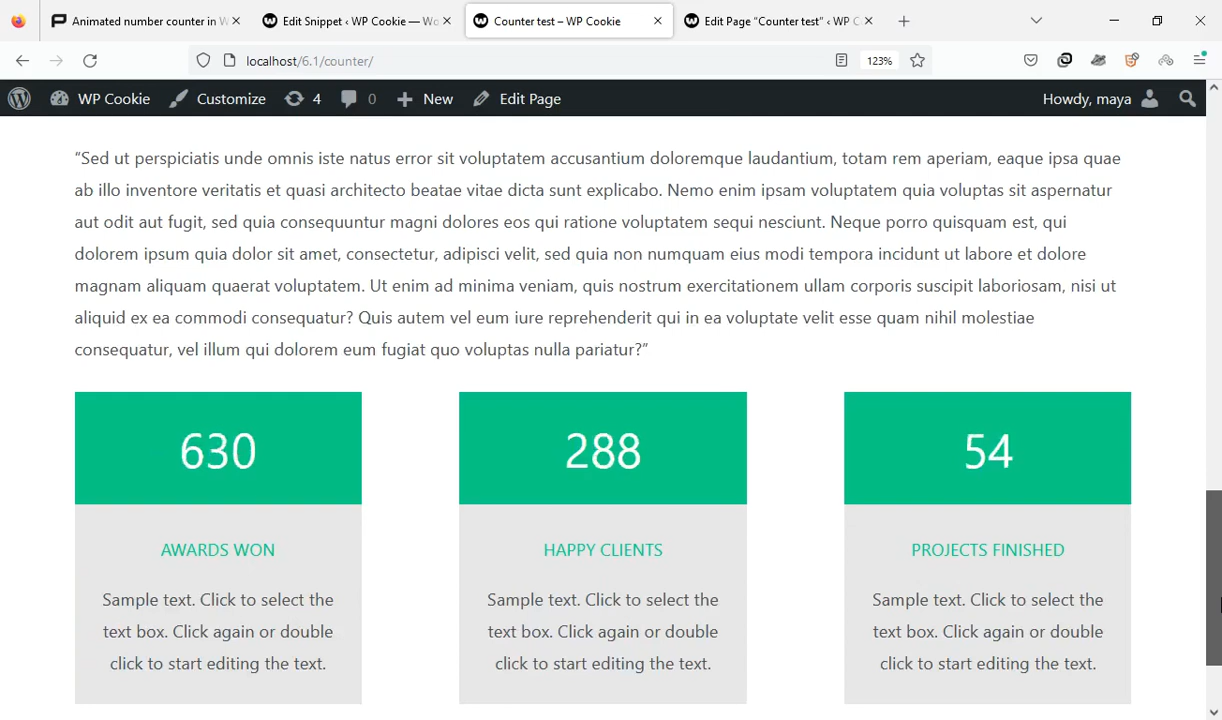 Animated number counter in W
Edit Snippet ‹ WP Cookie — Wo
Counter test – WP Cookie
Edit Page “Counter test” ‹ WP C
localhost/6.1/counter/
123%
WP Cookie
Customize
4
0
New
Edit Page
Howdy, maya
“Sed ut perspiciatis unde omnis iste natus error sit voluptatem accusantium doloremque laudantium, totam rem aperiam, eaque ipsa quae
ab illo inventore veritatis et quasi architecto beatae vitae dicta sunt explicabo. Nemo enim ipsam voluptatem quia voluptas sit aspernatur
aut odit aut fugit, sed quia consequuntur magni dolores eos qui ratione voluptatem sequi nesciunt. Neque porro quisquam est, qui
dolorem ipsum quia dolor sit amet, consectetur, adipisci velit, sed quia non numquam eius modi tempora incidunt ut labore et dolore
magnam aliquam quaerat voluptatem. Ut enim ad minima veniam, quis nostrum exercitationem ullam corporis suscipit laboriosam, nisi ut
aliquid ex ea commodi consequatur? Quis autem vel eum iure reprehenderit qui in ea voluptate velit esse quam nihil molestiae
consequatur, vel illum qui dolorem eum fugiat quo voluptas nulla pariatur?”
630
AWARDS WON
Sample text. Click to select the
text box. Click again or double
click to start editing the text.
288
HAPPY CLIENTS
Sample text. Click to select the
text box. Click again or double
click to start editing the text.
54
PROJECTS FINISHED
Sample text. Click to select the
text box. Click again or double
click to start editing the text.